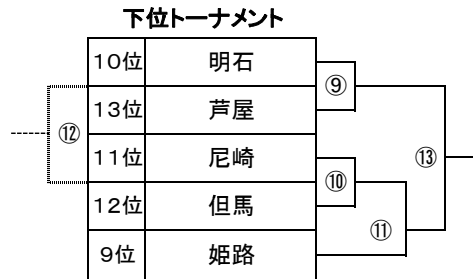 下位トーナメント
10位 明石
⑨
13位 芦屋
⑫
11位 尼崎
⑬
⑩
12位 但馬
⑪
9位 姫路